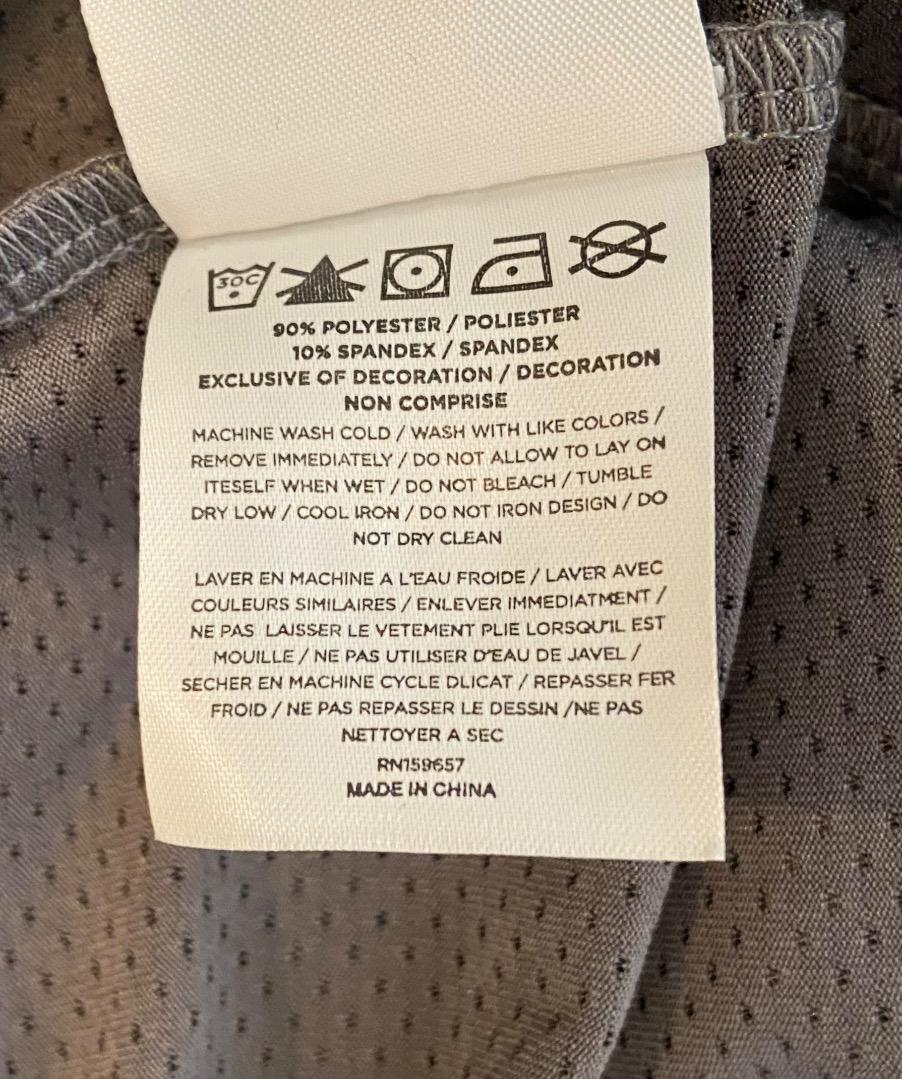 30C
90% POLYESTER / POLIESTER
10% SPANDEX / SPANDEX
EXCLUSIVE OF DECORATION / DECORATION
NON COMPRISE
MACHINE WASH COLD / WASH WITH LIKE COLORS /
REMOVE IMMEDIATELY / DO NOT ALLOW TO LAY ON
ITESELF WHEN WET / DO NOT BLEACH / TUMBLE
DRY LOW / COOL IRON / DO NOT IRON DESIGN / DO
NOT DRY CLEAN
LAVER EN MACHINE A L'EAU FROIDE / LAVER AVEC
COULEURS SIMILAIRES / ENLEVER IMMEDIATMENT /
NE PAS LAISSER LE VETEMENT PLIE LORSQU'IL EST
MOUILLE / NE PAS UTILISER D'EAU DE JAVEL /
SECHER EN MACHINE CYCLE DLICAT / REPASSER FER
FROID / NE PAS REPASSER LE DESSIN /NE PAS
NETTOYER A SEC
RN159657
MADE IN CHINA